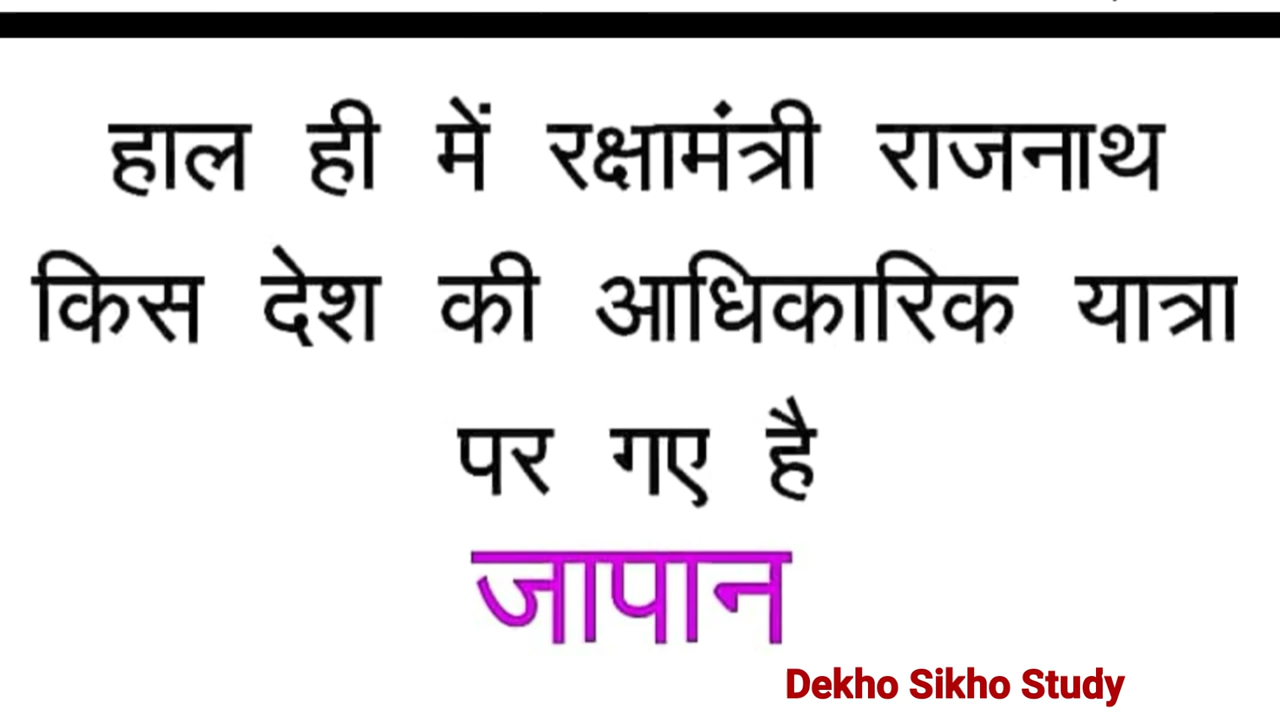 हाल ही में रक्षामंत्री राजनाथ
किस देश की आधिकारिक यात्रा
पर गए है
जापान
Dekho Sikho Study